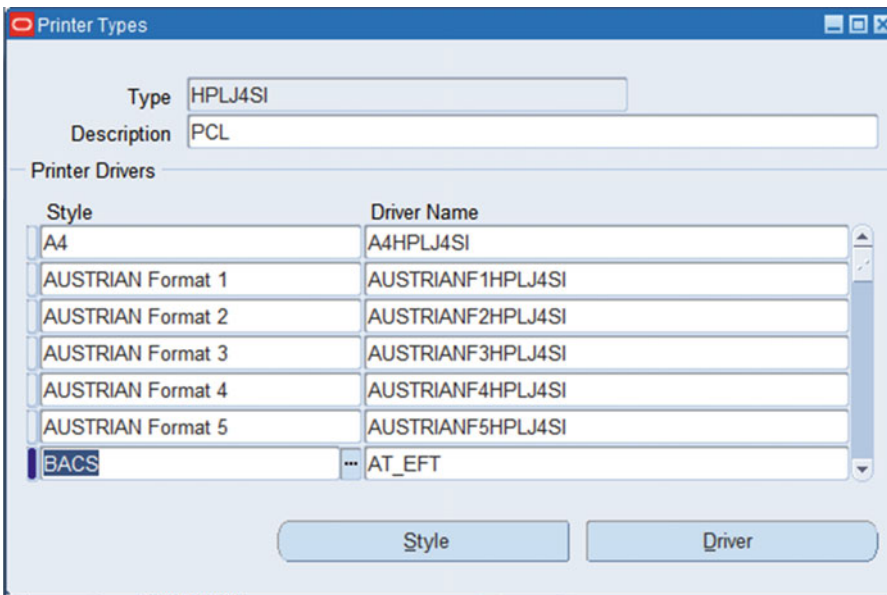 Printer Types
Type HPLJ4SI
Description PCL
Printer Drivers
Style Driver Name
A4 A4HPLJ4SI
AUSTRIAN Format 1 AUSTRIANF1HPLJ4SI
AUSTRIAN Format 2 AUSTRIANF2HPLJ4SI
AUSTRIAN Format 3 AUSTRIANF3HPLJ4SI
AUSTRIAN Format 4 AUSTRIANF4HPLJ4SI
AUSTRIAN Format 5 AUSTRIANF5HPLJ4SI
BACS ... AT_EFT
Style Driver